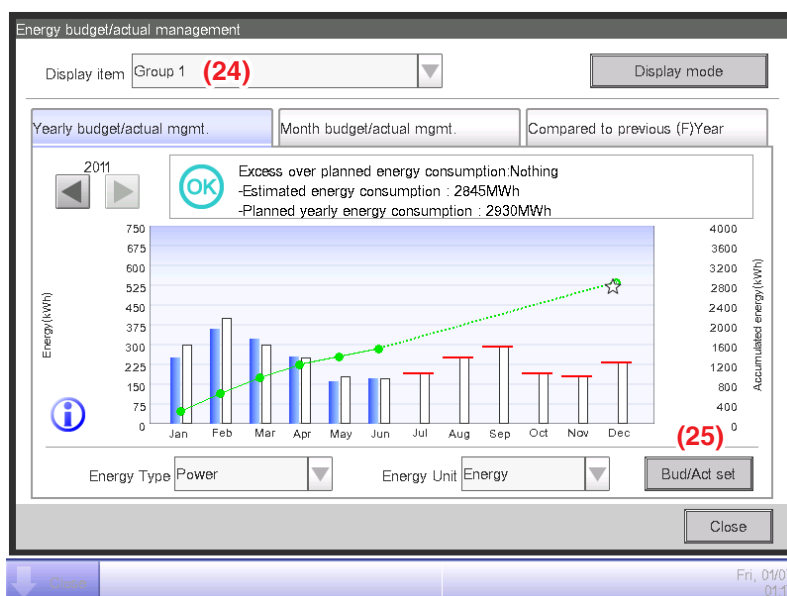 Energy budget/actual management
Display item Group 1 (24) Display mode
Yearly budget/actual mgmt. Month budget/actual mgmt. Compared to previous (F)Year
2011
OK
Excess over planned energy consumption:Nothing
-Estimated energy consumption : 2845MWh
-Planned yearly energy consumption : 2930MWh
750 4000
675 3600
600 3200
525 2800
450 2400
375 2000
300 1600
225 1200
150 800
75 400
0 0
Energy(kWh)
Accumulated energy(kWh)
Jan Feb Mar Apr May Jun Jul Aug Sep Oct Nov Dec
(25)
Energy Type Power Energy Unit Energy Bud/Act set
Close
Fri, 01/0